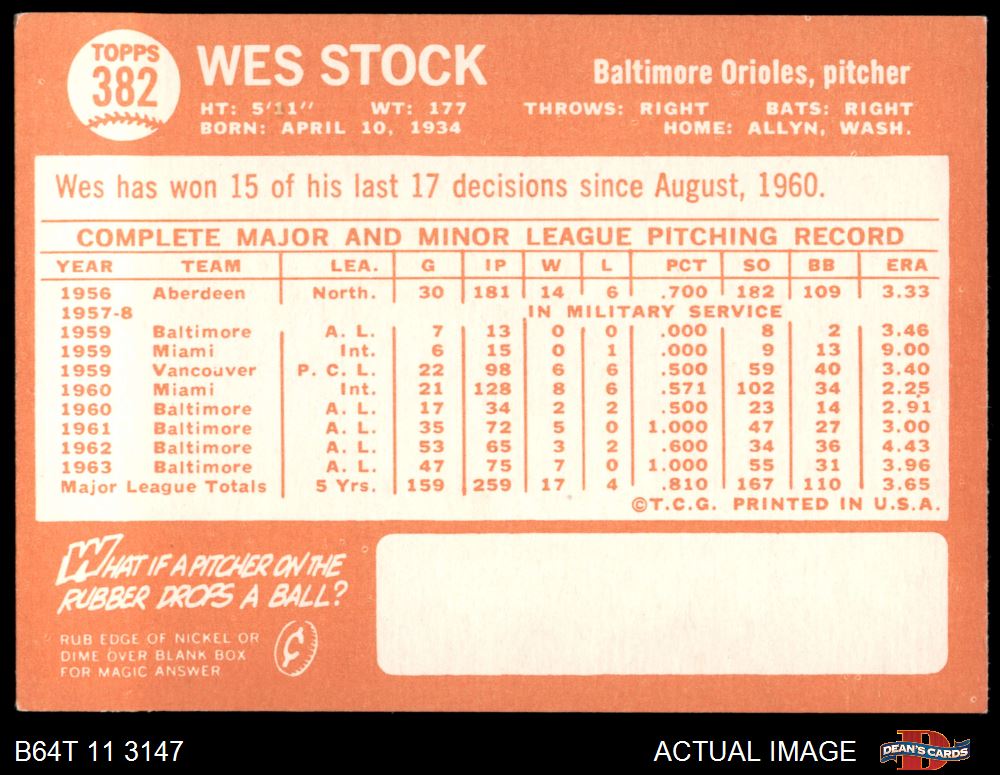 TOPPS
382
WES STOCK
Baltimore Orioles, pitcher
HT: 5'11" WT: 177 THROWS: RIGHT BATS: RIGHT
BORN: APRIL 10, 1934 HOME: ALLYN, WASH.
Wes has won 15 of his last 17 decisions since August, 1960.
COMPLETE MAJOR AND MINOR LEAGUE PITCHING RECORD
YEAR TEAM LEA. G IP W L PCT SO BB ERA
1956 Aberdeen North. 30 181 14 6 .700 182 109 3.33
1957-8 IN MILITARY SERVICE
1959 Baltimore A. L. 7 13 0 0 .000 8 2 3.46
1959 Miami Int. 6 15 0 1 .000 9 13 9.00
1959 Vancouver P. C. L. 22 98 6 6 .500 59 40 3.40
1960 Miami Int. 21 128 8 6 .571 102 34 2.25
1960 Baltimore A. L. 17 34 2 2 .500 23 14 2.91
1961 Baltimore A. L. 35 72 5 0 1.000 47 27 3.00
1962 Baltimore A. L. 53 65 3 2 .600 34 36 4.43
1963 Baltimore A. L. 47 75 7 0 1.000 55 31 3.96
Major League Totals 5 Yrs. 159 259 17 4 .810 167 110 3.65
©T.C.G. PRINTED IN U.S.A.
WHAT IF A PITCHER ON THE
RUBBER DROPS A BALL?
RUB EDGE OF NICKEL OR
DIME OVER BLANK BOX
FOR MAGIC ANSWER
¢
B64T 11 3147
ACTUAL IMAGE
D
DEAN'S CARDS